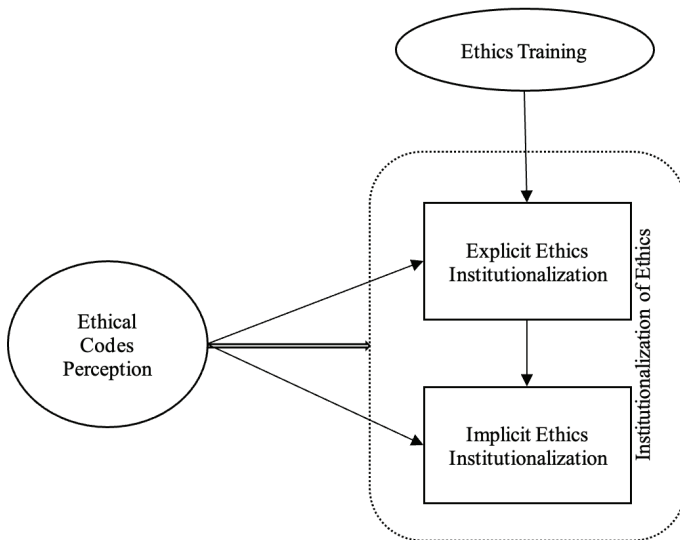 Ethics Training
Explicit Ethics
Institutionalization
Institutionalization of Ethics
Ethical
Codes
Perception
Implicit Ethics
Institutionalization